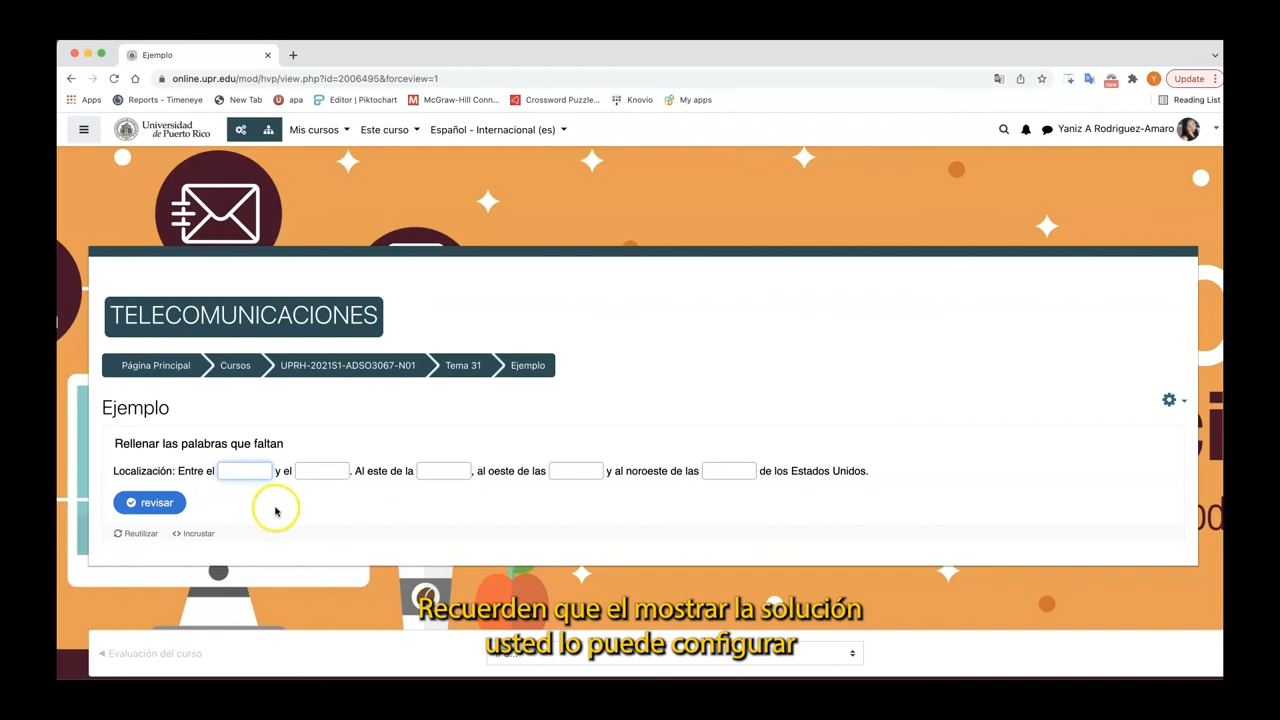 Ejemplo
online.upr.edu/mod/hvp/view.php?id=2006495&forceview=1
Update
Apps Reports - Timeneye New Tab apa Editor | Piktochart McGraw-Hill Conn... Crossword Puzzle... Knovio My apps Reading List
Universidad de Puerto Rico Mis cursos Este curso Español - Internacional (es) Yaniz A Rodriguez-Amaro
TELECOMUNICACIONES
Página Principal Cursos UPRH-2021S1-ADSO3067-N01 Tema 31 Ejemplo
Ejemplo
Rellenar las palabras que faltan
Localización: Entre el y el . Al este de la , al oeste de las y al noroeste de las de los Estados Unidos.
revisar
Reutilizar <> Incrustar
Recuerden que el mostrar la solución
usted lo puede configurar
Evaluación del curso